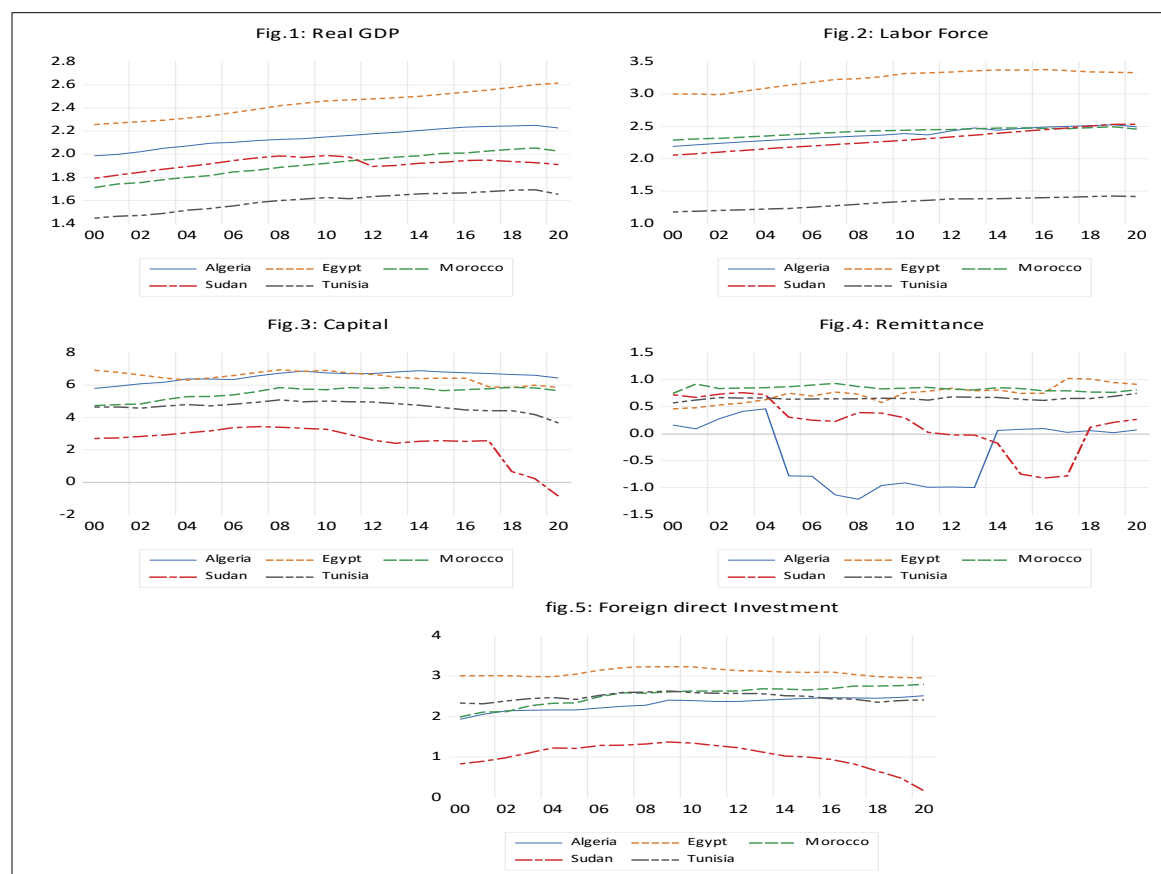 Fig.1: Real GDP
2.8
2.6
2.4
2.2
2.0
1.8
1.6
1.4
00 02 04 06 08 10 12 14 16 18 20
Algeria Egypt Morocco
Sudan Tunisia
Fig.2: Labor Force
3.5
3.0
2.5
2.0
1.5
1.0
00 02 04 06 08 10 12 14 16 18 20
Algeria Egypt Morocco
Sudan Tunisia
Fig.3: Capital
8
6
4
2
0
-2
00 02 04 06 08 10 12 14 16 18 20
Algeria Egypt Morocco
Sudan Tunisia
Fig.4: Remittance
1.5
1.0
0.5
0.0
-0.5
-1.0
-1.5
00 02 04 06 08 10 12 14 16 18 20
Algeria Egypt Morocco
Sudan Tunisia
fig.5: Foreign direct Investment
4
3
2
1
0
00 02 04 06 08 10 12 14 16 18 20
Algeria Egypt Morocco
Sudan Tunisia